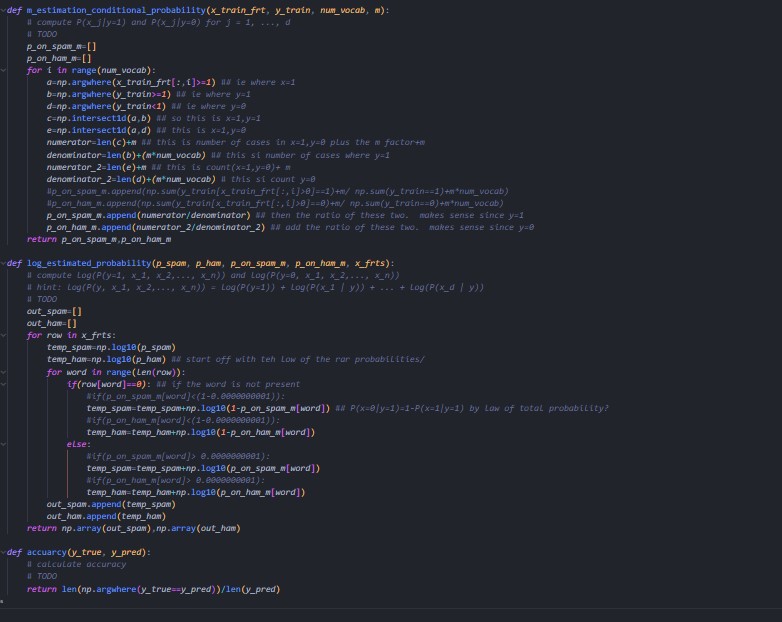 def m_estimation_conditional_probability(x_train_frt, y_train, num_vocab, m):
# compute P(x_j|y=1) and P(x_j|y=0) for j = 1, ..., d
# TODO
p_on_spam_m=[]
p_on_ham_m=[]
for i in range(num_vocab):
a=np.argwhere(x_train_frt[:,i]>=1) ## ie where x=1
b=np.argwhere(y_train>=1) ## ie where y=1
d=np.argwhere(y_train<1) ## ie where y=0
c=np.intersect1d(a,b) ## so this is x=1,y=1
e=np.intersect1d(a,d) ## this is x=1,y=0
numerator=len(c)+m ## this is number of cases in x=1,y=0 plus the m factor+m
denominator=len(b)+(m*num_vocab) ## this si number of cases where y=1
numerator_2=len(e)+m ## this is count(x=1,y=0)+ m
denominator_2=len(d)+(m*num_vocab) # this si count y=0
#p_on_spam_m.append(np.sum(y_train[x_train_frt[:,i]>0]==1)+m/ np.sum(y_train==1)+m*num_vocab)
#p_on_ham_m.append(np.sum(y_train[x_train_frt[:,i]>0]==0)+m/ np.sum(y_train==0)+m*num_vocab)
p_on_spam_m.append(numerator/denominator) ## then the ratio of these two. makes sense since y=1
p_on_ham_m.append(numerator_2/denominator_2) ## add the ratio of these two. makes sense since y=0
return p_on_spam_m,p_on_ham_m
def log_estimated_probability(p_spam, p_ham, p_on_spam_m, p_on_ham_m, x_frts):
# compute log(P(y=1, x_1, x_2,..., x_n)) and log(P(y=0, x_1, x_2,..., x_n))
# hint: log(P(y, x_1, x_2,..., x_n)) = log(P(y=1)) + log(P(x_1 | y)) + ... + log(P(x_d | y))
# TODO
out_spam=[]
out_ham=[]
for row in x_frts:
temp_spam=np.log10(p_spam)
temp_ham=np.log10(p_ham) ## start off with teh low of the rar probabilities/
for word in range(len(row)):
if(row[word]==0): ## if the word is not present
#if(p_on_spam_m[word]<(1-0.0000000001)):
temp_spam=temp_spam+np.log10(1-p_on_spam_m[word]) ## P(x=0|y=1)=1-P(x=1|y=1) by law of total probability?
#if(p_on_ham_m[word]<(1-0.0000000001)):
temp_ham=temp_ham+np.log10(1-p_on_ham_m[word])
else:
#if(p_on_spam_m[word]> 0.0000000001):
temp_spam=temp_spam+np.log10(p_on_spam_m[word])
#if(p_on_ham_m[word]> 0.0000000001):
temp_ham=temp_ham+np.log10(p_on_ham_m[word])
out_spam.append(temp_spam)
out_ham.append(temp_ham)
return np.array(out_spam),np.array(out_ham)
def accuarcy(y_true, y_pred):
# calculate accuracy
# TODO
return len(np.argwhere(y_true==y_pred))/len(y_pred)